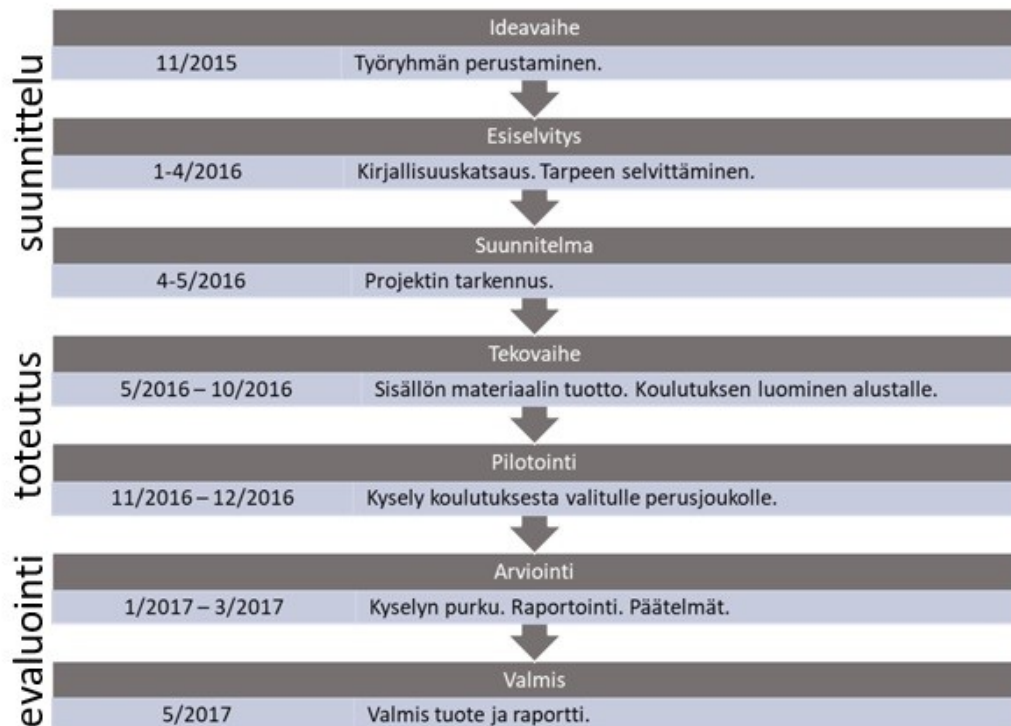 suunnittelu
Ideavaihe
11/2015 Työryhmän perustaminen.
Esiselvitys
1-4/2016 Kirjallisuuskatsaus. Tarpeen selvittäminen.
Suunnitelma
4-5/2016 Projektin tarkennus.
toteutus
Tekovaihe
5/2016 – 10/2016 Sisällön materiaalin tuotto. Koulutuksen luominen alustalle.
Pilotointi
11/2016 – 12/2016 Kysely koulutuksesta valitulle perusjoukolle.
evaluointi
Arviointi
1/2017 – 3/2017 Kyselyn purku. Raportointi. Päätelmät.
Valmis
5/2017 Valmis tuote ja raportti.